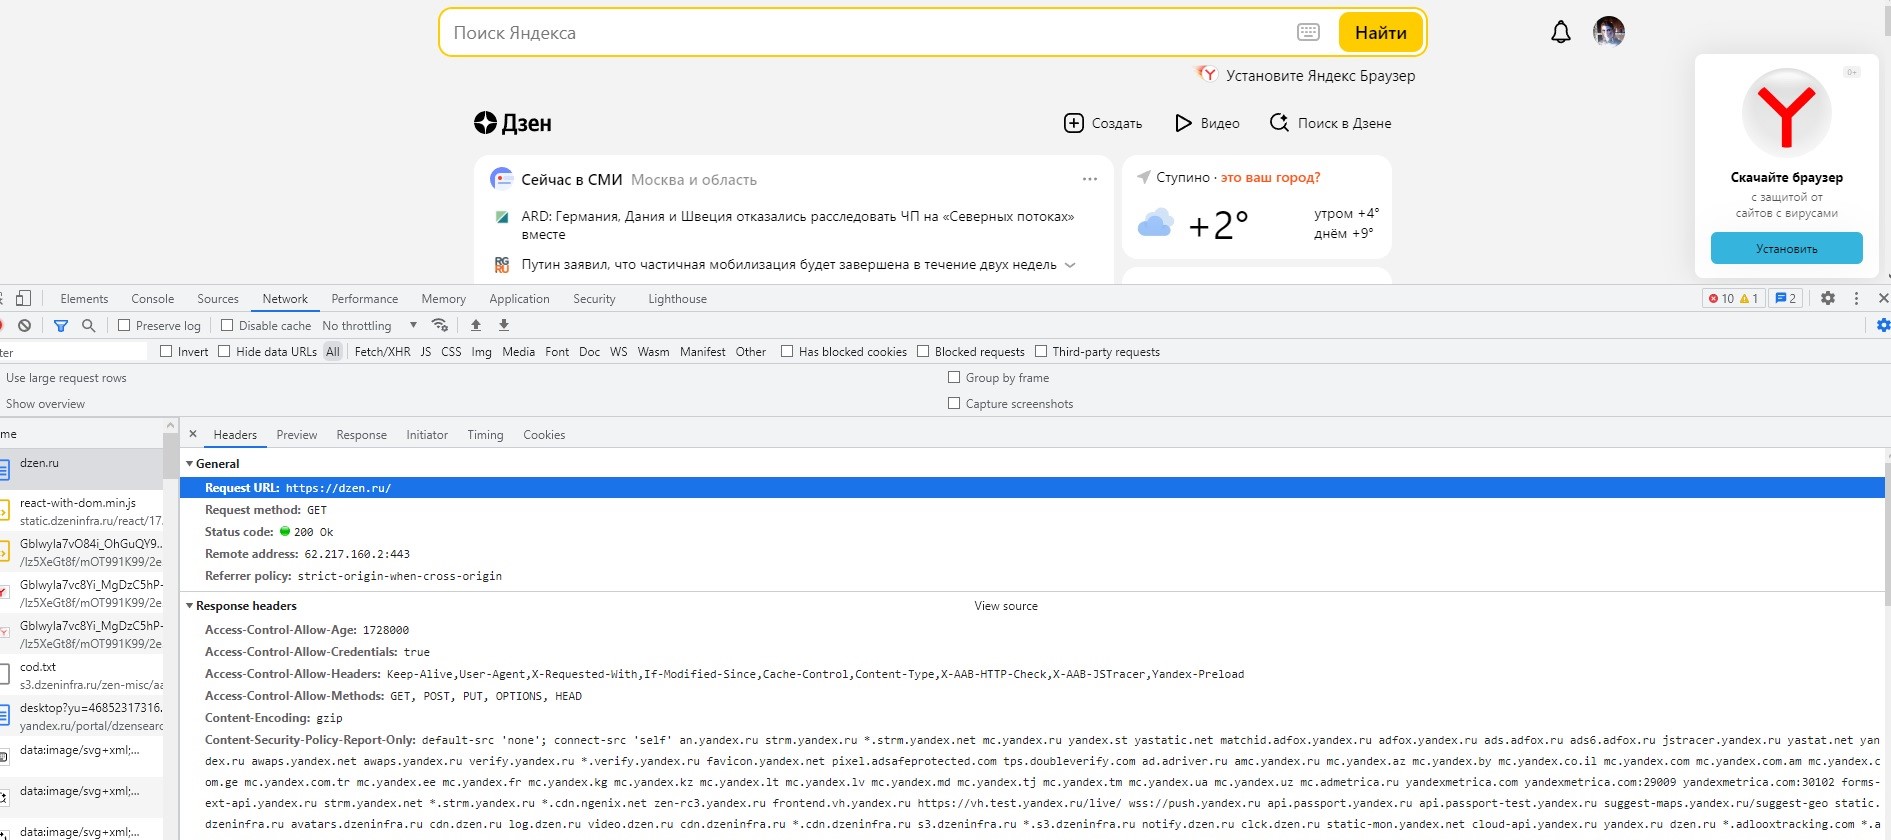 Поиск Яндекса
Найти
Установите Яндекс Браузер
0+
Дзен
Создать
Видео
Поиск в Дзене
Сейчас в СМИ Москва и область
ARD: Германия, Дания и Швеция отказались расследовать ЧП на «Северных потоках»
вместе
RG
RU
Путин заявил, что частичная мобилизация будет завершена в течение двух недель
Ступино · это ваш город?
+2°
утром +4°
днём +9°
Скачайте браузер
с защитой от
сайтов с вирусами
Установить
Elements Console Sources Network Performance Memory Application Security Lighthouse
10 1 2
Preserve log Disable cache No throttling
ter Invert Hide data URLs All Fetch/XHR JS CSS Img Media Font Doc WS Wasm Manifest Other Has blocked cookies Blocked requests Third-party requests
Use large request rows Group by frame
Show overview Capture screenshots
me
Headers Preview Response Initiator Timing Cookies
dzen.ru
react-with-dom.min.js
static.dzeninfra.ru/react/17.
GbIwyIa7vO84i_OhGuQY9..
/lz5XeGt8f/mOT991K99/2e
GbIwyIa7vc8Yi_MgDzC5hP-
/lz5XeGt8f/mOT991K99/2e
GbIwyIa7vc8Yi_MgDzC5hP-
/lz5XeGt8f/mOT991K99/2e
cod.txt
s3.dzeninfra.ru/zen-misc/aa
desktop?yu=46852317316.
yandex.ru/portal/dzensearc
data:image/svg+xml;...
data:image/svg+xml;...
data:image/svg+xml;...
General
Request URL: https://dzen.ru/
Request method: GET
Status code: 200 Ok
Remote address: 62.217.160.2:443
Referrer policy: strict-origin-when-cross-origin
Response headers View source
Access-Control-Allow-Age: 1728000
Access-Control-Allow-Credentials: true
Access-Control-Allow-Headers: Keep-Alive,User-Agent,X-Requested-With,If-Modified-Since,Cache-Control,Content-Type,X-AAB-HTTP-Check,X-AAB-JSTracer,Yandex-Preload
Access-Control-Allow-Methods: GET, POST, PUT, OPTIONS, HEAD
Content-Encoding: gzip
Content-Security-Policy-Report-Only: default-src 'none'; connect-src 'self' an.yandex.ru strm.yandex.ru *.strm.yandex.net mc.yandex.ru yandex.st yastatic.net matchid.adfox.yandex.ru adfox.yandex.ru ads.adfox.ru ads6.adfox.ru jstracer.yandex.ru yastat.net yan
dex.ru awaps.yandex.net awaps.yandex.ru verify.yandex.ru *.verify.yandex.ru favicon.yandex.net pixel.adsafeprotected.com tps.doubleverify.com ad.adriver.ru amc.yandex.ru mc.yandex.az mc.yandex.by mc.yandex.co.il mc.yandex.com mc.yandex.com.am mc.yandex.c
om.ge mc.yandex.com.tr mc.yandex.ee mc.yandex.fr mc.yandex.kg mc.yandex.kz mc.yandex.lt mc.yandex.lv mc.yandex.md mc.yandex.tj mc.yandex.tm mc.yandex.ua mc.yandex.uz mc.admetrica.ru yandexmetrica.com yandexmetrica.com:29009 yandexmetrica.com:30102 forms-
ext-api.yandex.ru strm.yandex.net *.strm.yandex.ru *.cdn.ngenix.net zen-rc3.yandex.ru frontend.vh.yandex.ru https://vh.test.yandex.ru/live/ wss://push.yandex.ru api.passport.yandex.ru api.passport-test.yandex.ru suggest-maps.yandex.ru/suggest-geo static.
dzeninfra.ru avatars.dzeninfra.ru cdn.dzen.ru log.dzen.ru video.dzen.ru cdn.dzeninfra.ru *.cdn.dzeninfra.ru s3.dzeninfra.ru *.s3.dzeninfra.ru notify.dzen.ru clck.dzen.ru static-mon.yandex.net cloud-api.yandex.ru yandex.ru dzen.ru *.adlooxtracking.com *.a